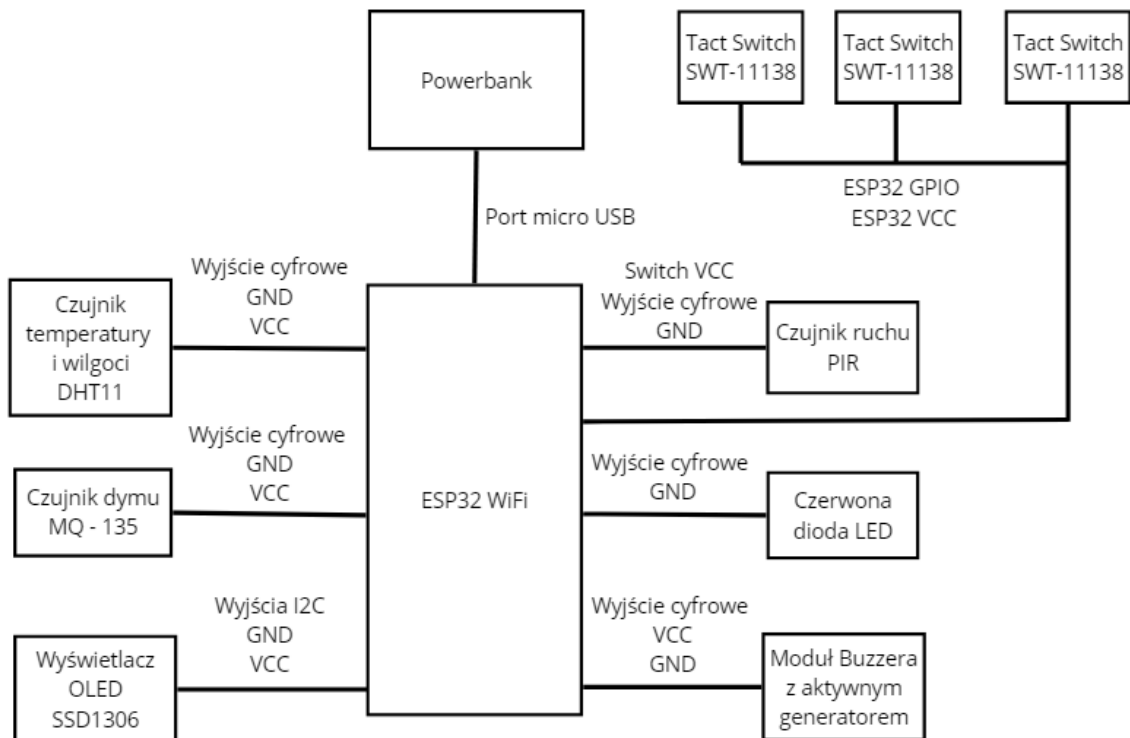 Powerbank
Tact Switch
SWT-11138
Tact Switch
SWT-11138
Tact Switch
SWT-11138
ESP32 GPIO
ESP32 VCC
Port micro USB
Wyjście cyfrowe
GND
VCC
Czujnik
temperatury
i wilgoci
DHT11
Switch VCC
Wyjście cyfrowe
GND
Czujnik ruchu
PIR
Wyjście cyfrowe
GND
VCC
Czujnik dymu
MQ - 135
ESP32 WiFi
Wyjście cyfrowe
GND
Czerwona
dioda LED
Wyjścia I2C
GND
VCC
Wyświetlacz
OLED
SSD1306
Wyjście cyfrowe
VCC
GND
Moduł Buzzera
z aktywnym
generatorem